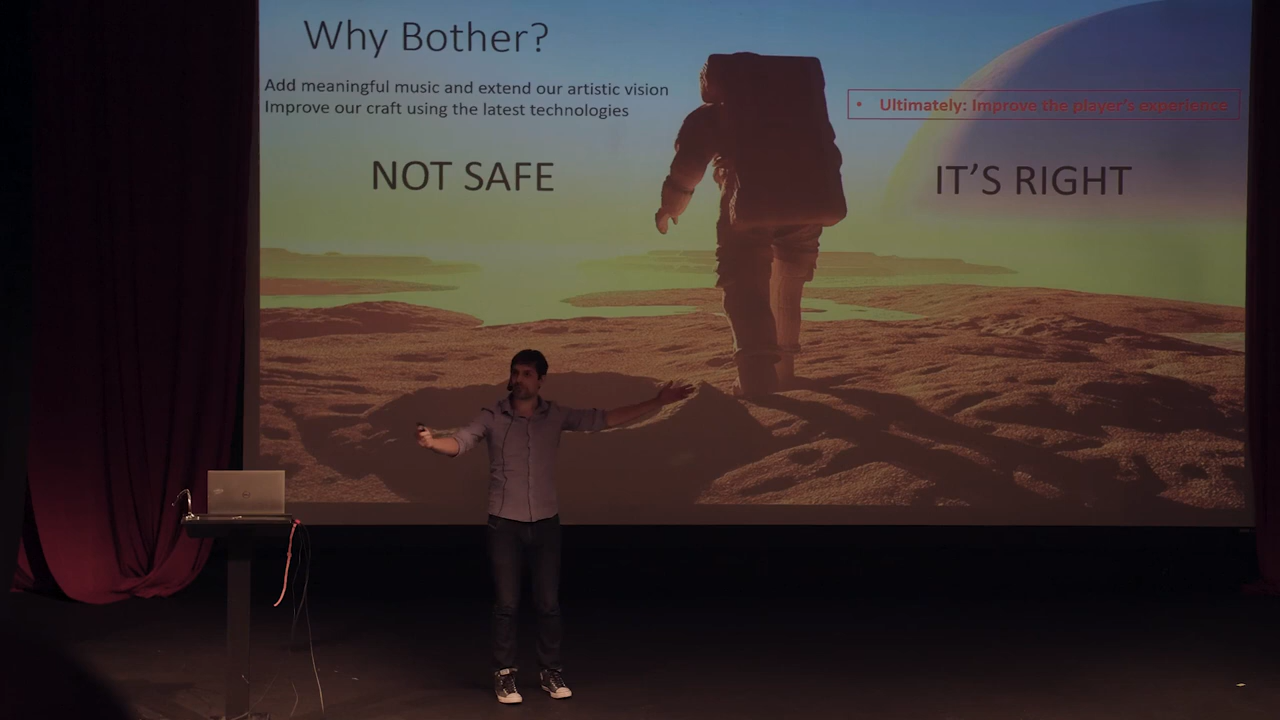 Why Bother?
Add meaningful music and extend our artistic vision
Improve our craft using the latest technologies
• Ultimately: Improve the player's experience
NOT SAFE
IT'S RIGHT